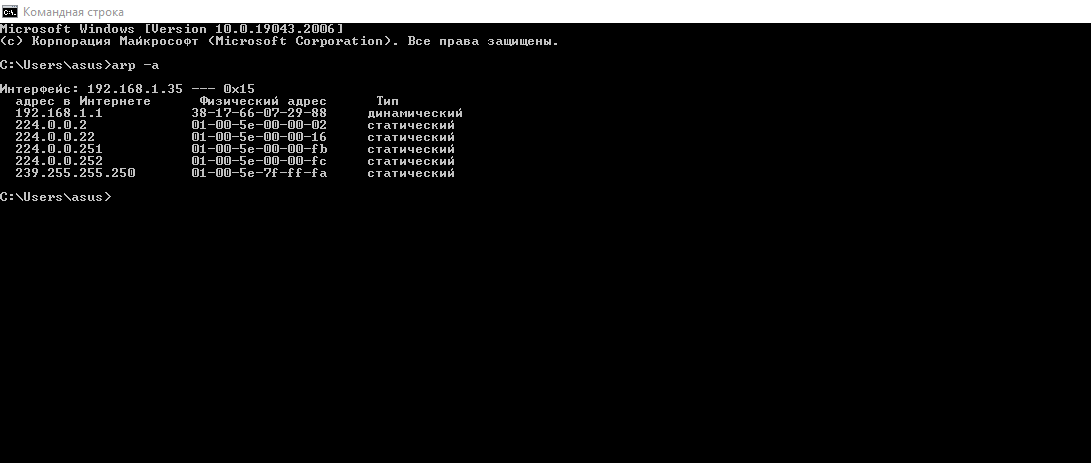 Командная строка
Microsoft Windows [Version 10.0.19043.2006]
(c) Корпорация Майкрософт (Microsoft Corporation). Все права защищены.
C:\Users\asus>arp -a
Интерфейс: 192.168.1.35 --- 0x15
адрес в Интернете Физический адрес Тип
192.168.1.1 38-17-66-07-29-88 динамический
224.0.0.2 01-00-5e-00-00-02 статический
224.0.0.22 01-00-5e-00-00-16 статический
224.0.0.251 01-00-5e-00-00-fb статический
224.0.0.252 01-00-5e-00-00-fc статический
239.255.255.250 01-00-5e-7f-ff-fa статический
C:\Users\asus>